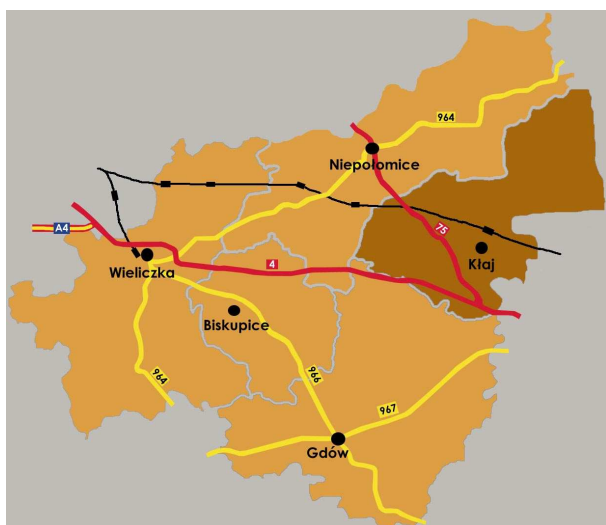 964
Niepołomice
A4
75
Wieliczka
4
Kłaj
Biskupice
964
966
967
Gdów